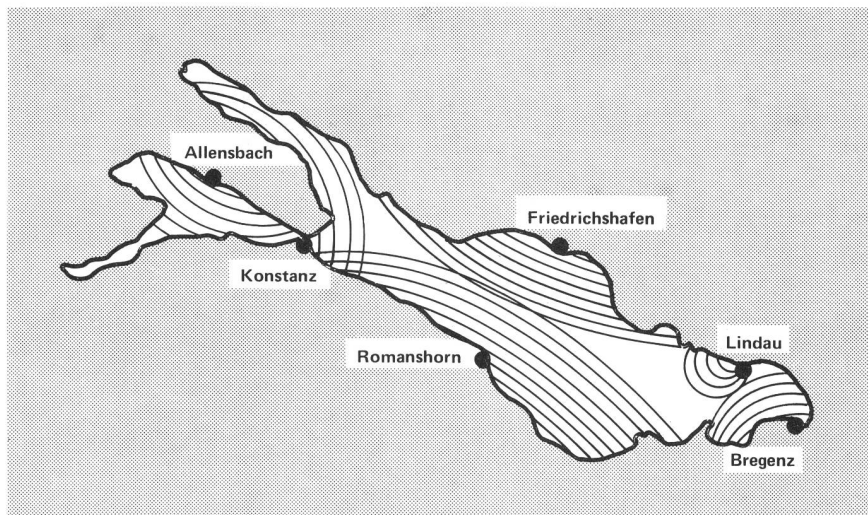 Allensbach
Friedrichshafen
Konstanz
Romanshorn
Lindau
Bregenz